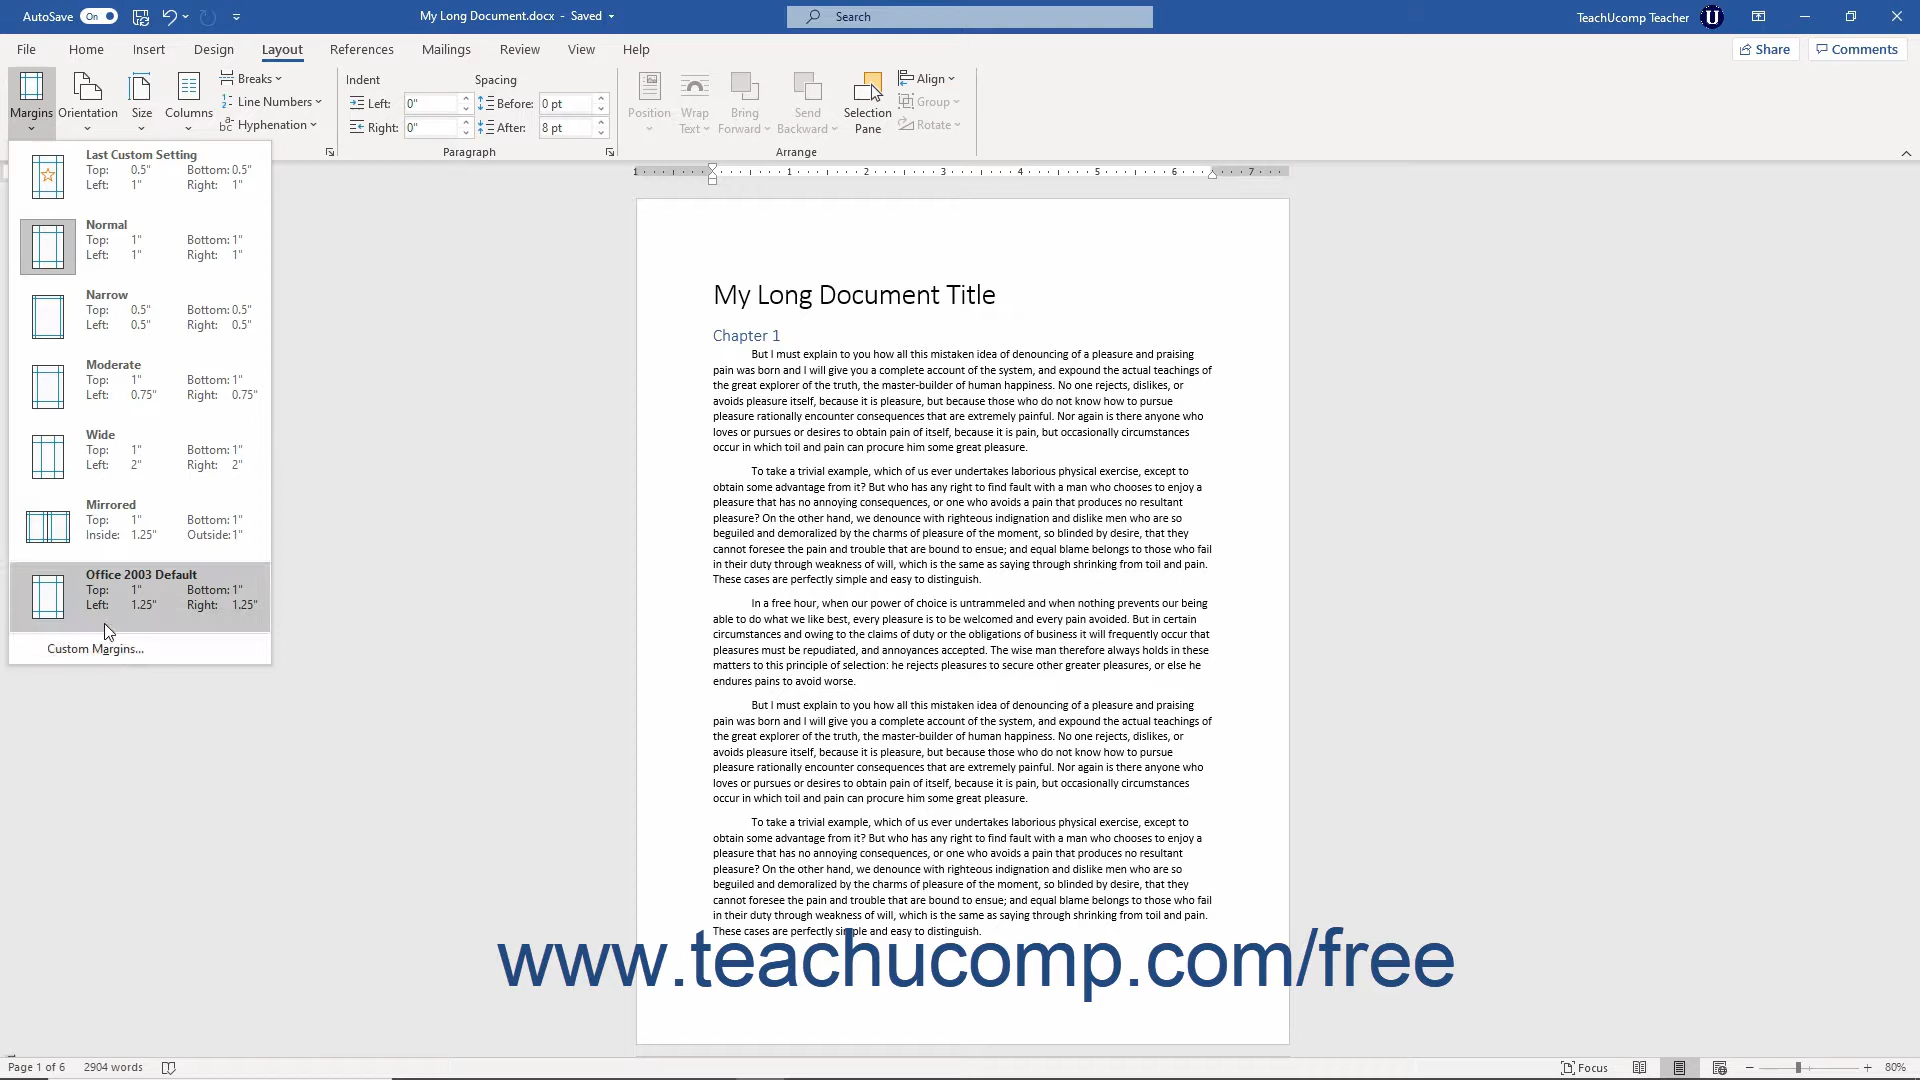 AutoSave On My Long Document.docx - Saved Search TeachUcomp Teacher U
File Home Insert Design Layout References Mailings Review View Help Share Comments
Margins Orientation Size Columns Breaks Line Numbers Hyphenation
Indent Spacing
Left: 0" Before: 0 pt
Right: 0" After: 8 pt
Paragraph
Position Wrap Text Bring Forward Send Backward Selection Pane Align Group Rotate
Arrange
Last Custom Setting
Top: 0.5" Bottom: 0.5"
Left: 1" Right: 1"
Normal
Top: 1" Bottom: 1"
Left: 1" Right: 1"
Narrow
Top: 0.5" Bottom: 0.5"
Left: 0.5" Right: 0.5"
Moderate
Top: 1" Bottom: 1"
Left: 0.75" Right: 0.75"
Wide
Top: 1" Bottom: 1"
Left: 2" Right: 2"
Mirrored
Top: 1" Bottom: 1"
Inside: 1.25" Outside: 1"
Office 2003 Default
Top: 1" Bottom: 1"
Left: 1.25" Right: 1.25"
Custom Margins...
1 1 2 3 4 5 6 7
My Long Document Title
Chapter 1
But I must explain to you how all this mistaken idea of denouncing of a pleasure and praising
pain was born and I will give you a complete account of the system, and expound the actual teachings of
the great explorer of the truth, the master-builder of human happiness. No one rejects, dislikes, or
avoids pleasure itself, because it is pleasure, but because those who do not know how to pursue
pleasure rationally encounter consequences that are extremely painful. Nor again is there anyone who
loves or pursues or desires to obtain pain of itself, because it is pain, but occasionally circumstances
occur in which toil and pain can procure him some great pleasure.
To take a trivial example, which of us ever undertakes laborious physical exercise, except to
obtain some advantage from it? But who has any right to find fault with a man who chooses to enjoy a
pleasure that has no annoying consequences, or one who avoids a pain that produces no resultant
pleasure? On the other hand, we denounce with righteous indignation and dislike men who are so
beguiled and demoralized by the charms of pleasure of the moment, so blinded by desire, that they
cannot foresee the pain and trouble that are bound to ensue; and equal blame belongs to those who fail
in their duty through weakness of will, which is the same as saying through shrinking from toil and pain.
These cases are perfectly simple and easy to distinguish.
In a free hour, when our power of choice is untrammeled and when nothing prevents our being
able to do what we like best, every pleasure is to be welcomed and every pain avoided. But in certain
circumstances and owing to the claims of duty or the obligations of business it will frequently occur that
pleasures must be repudiated, and annoyances accepted. The wise man therefore always holds in these
matters to this principle of selection: he rejects pleasures to secure other greater pleasures, or else he
endures pains to avoid worse.
But I must explain to you how all this mistaken idea of denouncing of a pleasure and praising
pain was born and I will give you a complete account of the system, and expound the actual teachings of
the great explorer of the truth, the master-builder of human happiness. No one rejects, dislikes, or
avoids pleasure itself, because it is pleasure, but because those who do not know how to pursue
pleasure rationally encounter consequences that are extremely painful. Nor again is there anyone who
loves or pursues or desires to obtain pain of itself, because it is pain, but occasionally circumstances
occur in which toil and pain can procure him some great pleasure.
To take a trivial example, which of us ever undertakes laborious physical exercise, except to
obtain some advantage from it? But who has any right to find fault with a man who chooses to enjoy a
pleasure that has no annoying consequences, or one who avoids a pain that produces no resultant
pleasure? On the other hand, we denounce with righteous indignation and dislike men who are so
beguiled and demoralized by the charms of pleasure of the moment, so blinded by desire, that they
cannot foresee the pain and trouble that are bound to ensue; and equal blame belongs to those who fail
in their duty through weakness of will, which is the same as saying through shrinking from toil and pain.
These cases are perfectly simple and easy to distinguish.
www.teachucomp.com/free
Page 1 of 6 2904 words Focus 80%